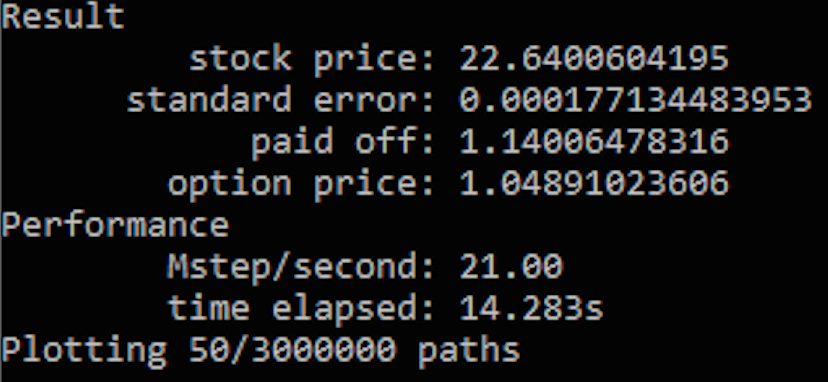 Result
stock price: 22.6400604195
standard error: 0.000177134483953
paid off: 1.14006478316
option price: 1.04891023606
Performance
Mstep/second: 21.00
time elapsed: 14.283s
Plotting 50/3000000 paths